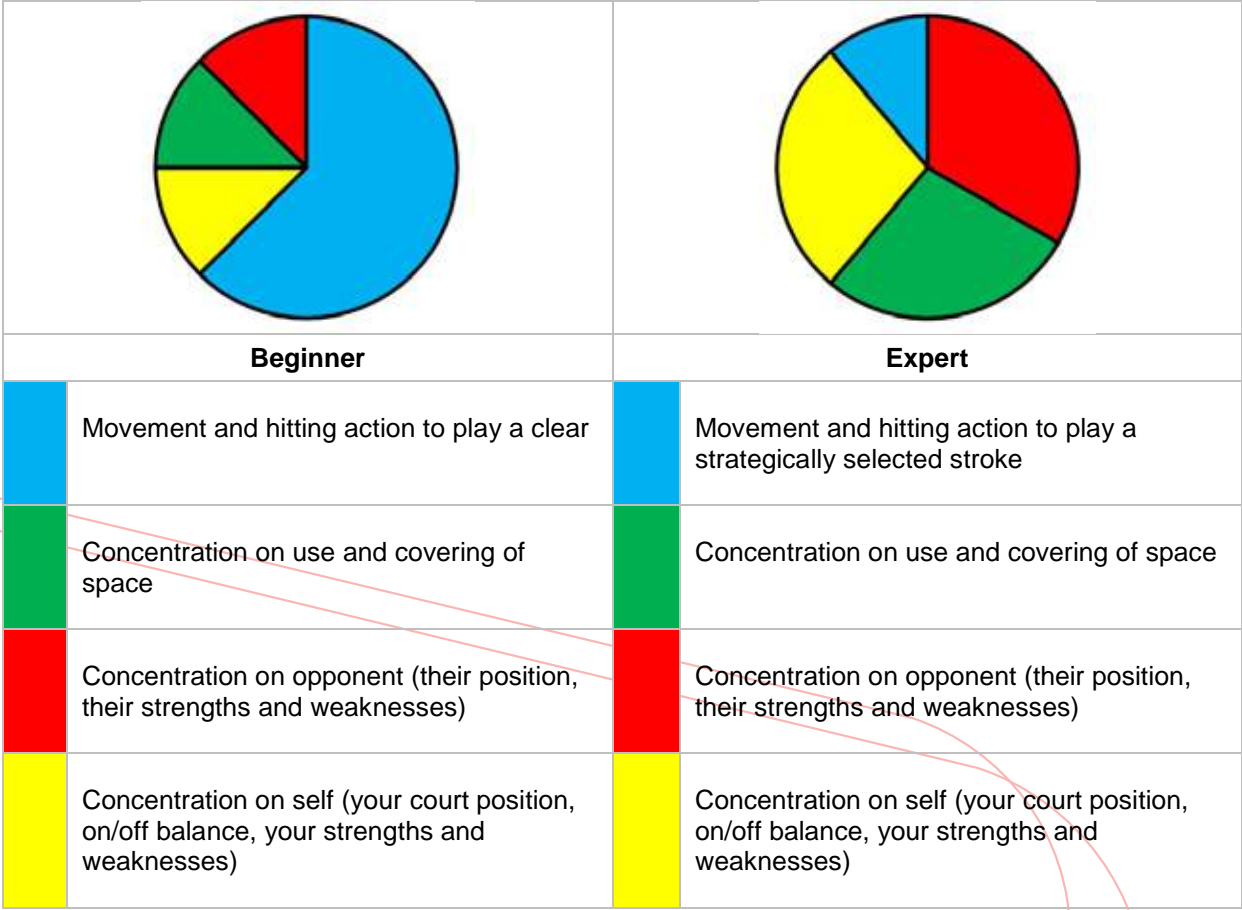 Beginner
Expert
Movement and hitting action to play a clear
Movement and hitting action to play a
strategically selected stroke
Concentration on use and covering of
space
Concentration on use and covering of space
Concentration on opponent (their position,
their strengths and weaknesses)
Concentration on opponent (their position,
their strengths and weaknesses)
Concentration on self (your court position,
on/off balance, your strengths and
weaknesses)
Concentration on self (your court position,
on/off balance, your strengths and
weaknesses)